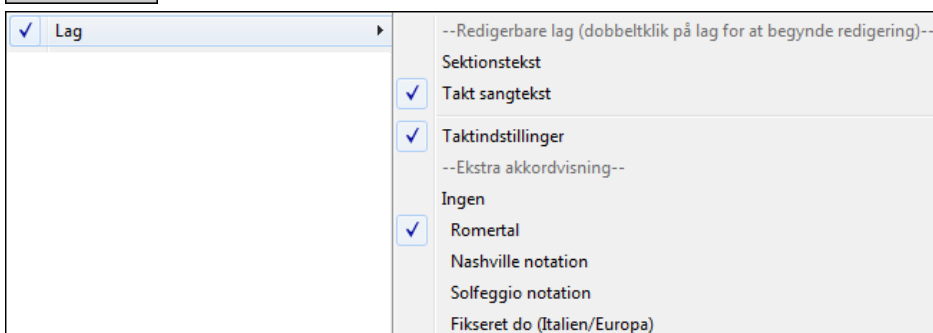 Lag
--Redigerbare lag (dobbeltklik på lag for at begynde redigering)--
Sektionstekst
Takt sangtekst
Taktindstillinger
--Ekstra akkordvisning--
Ingen
Romertal
Nashville notation
Solfeggio notation
Fikseret do (Italien/Europa)